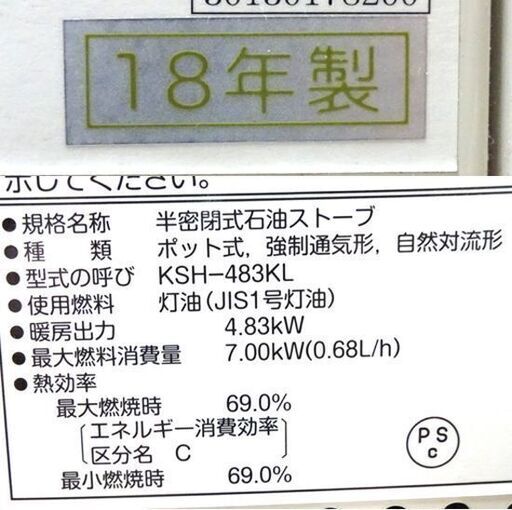 18年製
示してください。
●規格名称 半密閉式石油ストーブ
●種 類 ポット式，強制通気形，自然対流形
●型式の呼び KSH-483KL
●使用燃料 灯油(JIS1号灯油)
●暖房出力 4.83kW
●最大燃料消費量 7.00kW(0.68L/h)
●熱効率
最大燃焼時 69.0%
エネルギー消費効率
区分名 C
最小燃焼時 69.0%
PS
C